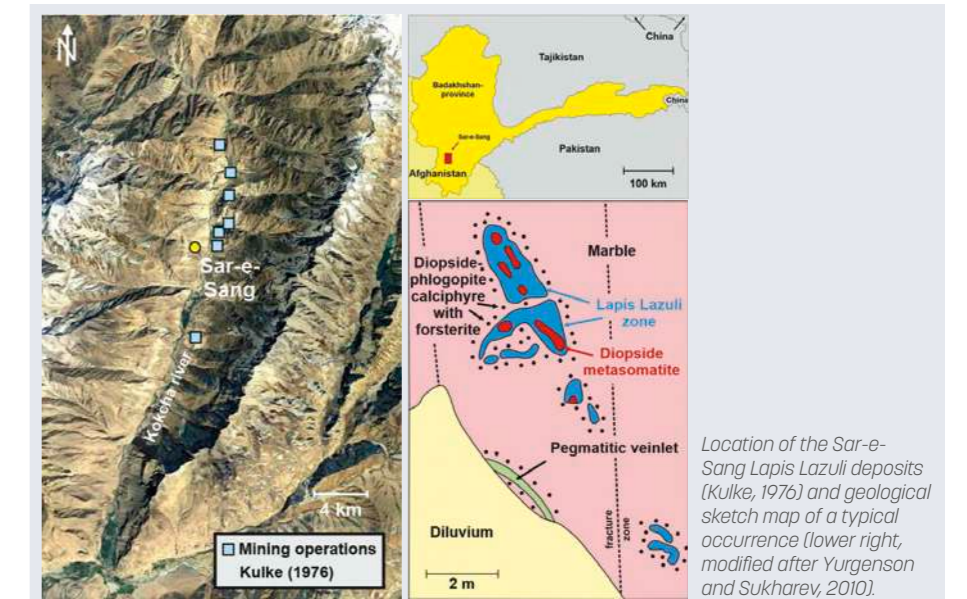 N
Sar-e-
Sang
Kokcha river
4 km
Mining operations
Kulke (1976)
China
Tajikistan
Badakhshan-
province
China
Sar-e-Sang
Pakistan
Afghanistan
100 km
Marble
Diopside-
phlogopite
calciphyre
with
forsterite
Lapis Lazuli
zone
Diopside
metasomatite
Pegmatitic veinlet
Diluvium
fracture
zone
2 m
Location of the Sar-e-
Sang Lapis Lazuli deposits
(Kulke, 1976) and geological
sketch map of a typical
occurrence (lower right,
modified after Yurgenson
and Sukharev, 2010).